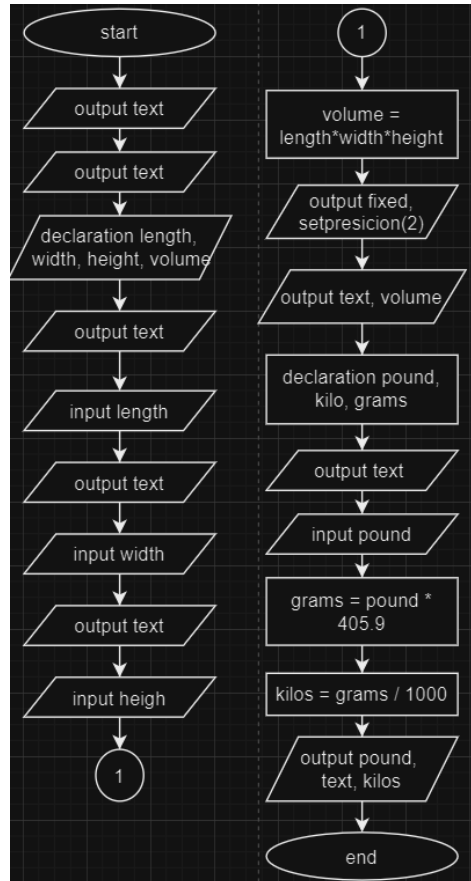 start
output text
output text
declaration length,
width, height, volume
output text
input length
output text
input width
output text
input heigh
1
1
volume =
length*width*height
output fixed,
setpresicion(2)
output text, volume
declaration pound,
kilo, grams
output text
input pound
grams = pound *
405.9
kilos = grams / 1000
output pound,
text, kilos
end